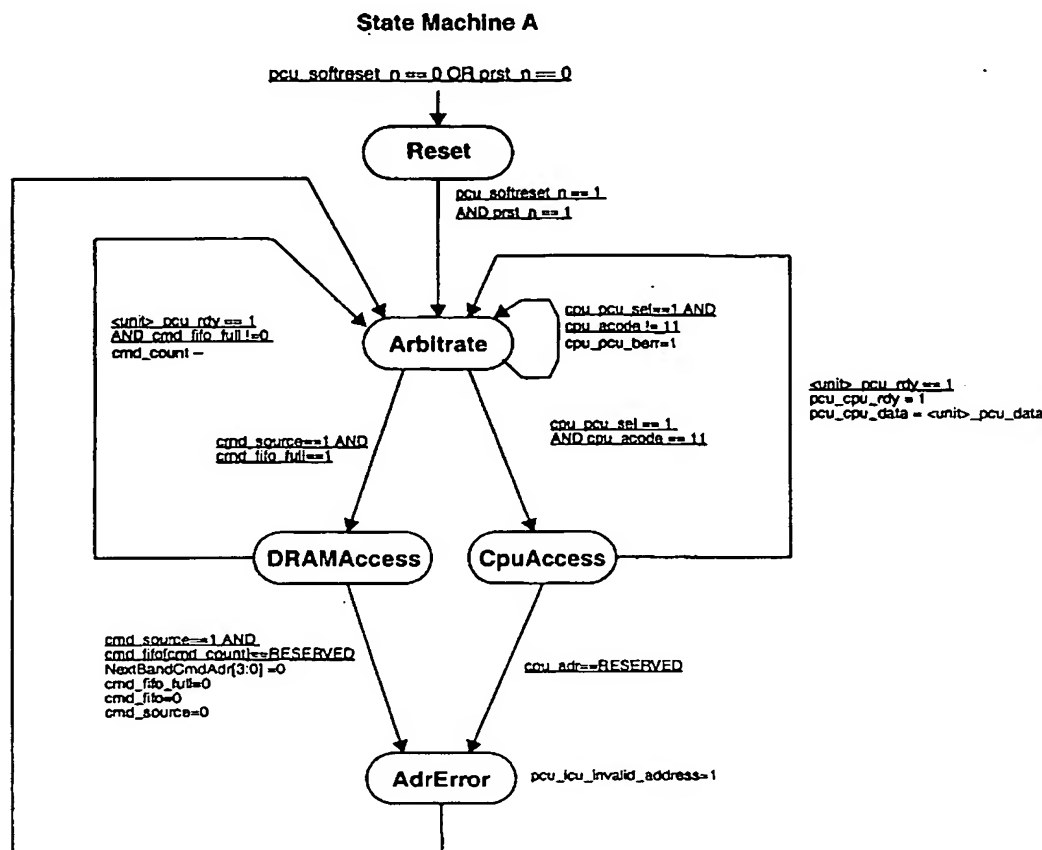 State Machine A
pcu_softreset_n == 0 OR prst_n == 0
Reset
pcu_softreset_n == 1
AND prst_n == 1
<unit>_pcu_rdy == 1
AND cmd_fifo_full !=0
cmd_count --
Arbitrate
cpu_pcu_sel==1 AND
cpu_acode != 11
cpu_pcu_berr=1
<unit>_pcu_rdy == 1
pcu_cpu_rdy = 1
pcu_cpu_data = <unit>_pcu_data
cmd_source==1 AND
cmd_fifo_full==1
cpu_pcu_sel == 1
AND cpu_acode == 11
DRAMAccess
CpuAccess
cmd_source==1 AND
cmd_fifo[cmd_count]==RESERVED
NextBandCmdAdr[3:0] =0
cmd_fifo_full=0
cmd_fifo=0
cmd_source=0
cpu_adr==RESERVED
AdrError
pcu_icu_invalid_address=1